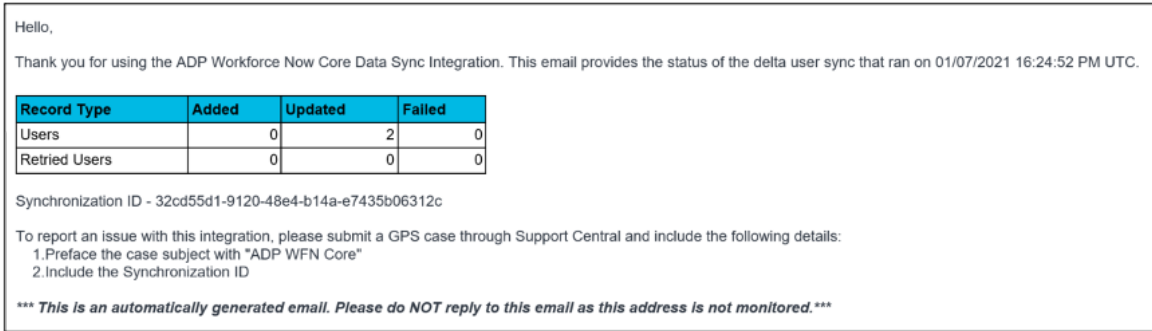 Hello,
Thank you for using the ADP Workforce Now Core Data Sync Integration. This email provides the status of the delta user sync that ran on 01/07/2021 16:24:52 PM UTC.
Record Type Added Updated Failed
Users 0 2 0
Retried Users 0 0 0
Synchronization ID - 32cd55d1-9120-48e4-b14a-e7435b06312c
To report an issue with this integration, please submit a GPS case through Support Central and include the following details:
1.Preface the case subject with "ADP WFN Core"
2.Include the Synchronization ID
*** This is an automatically generated email. Please do NOT reply to this email as this address is not monitored.***